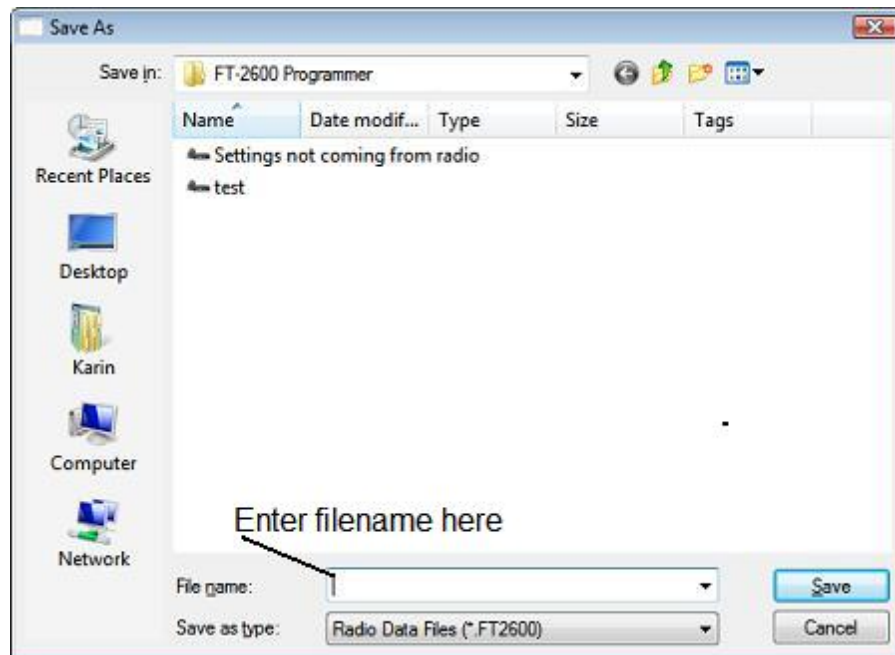 Save As
Save in: FT-2600 Programmer
Name Date modif... Type Size Tags
Settings not coming from radio
test
Recent Places
Desktop
Karin
Computer
Network
Enter filename here
File name: Save
Save as type: Radio Data Files (*.FT2600) Cancel